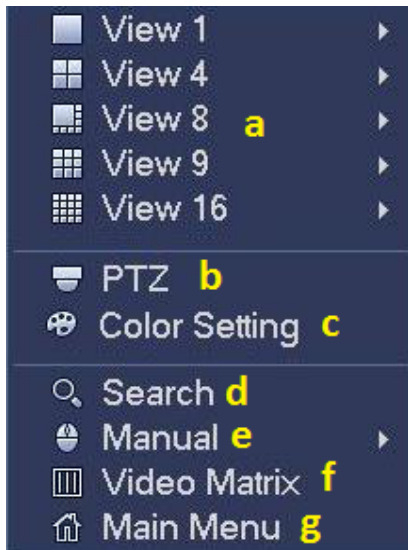 View 1
View 4
View 8 a
View 9
View 16
PTZ b
Color Setting c
Search d
Manual e
Video Matrix f
Main Menu g